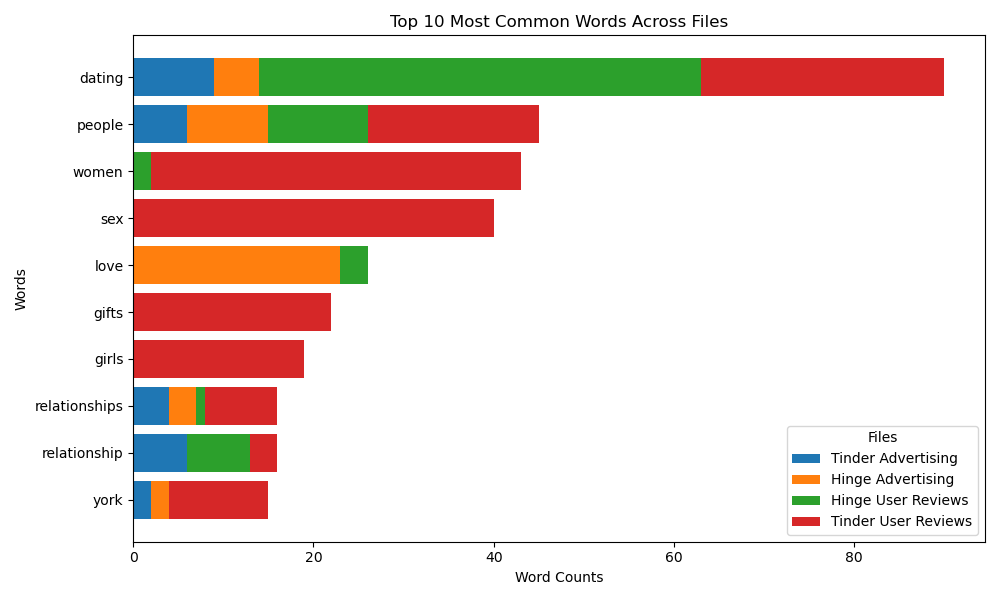 Top 10 Most Common Words Across Files
Words
dating
people
women
sex
love
gifts
girls
relationships
relationship
york
0 20 40 60 80
Word Counts
Files
Tinder Advertising
Hinge Advertising
Hinge User Reviews
Tinder User Reviews